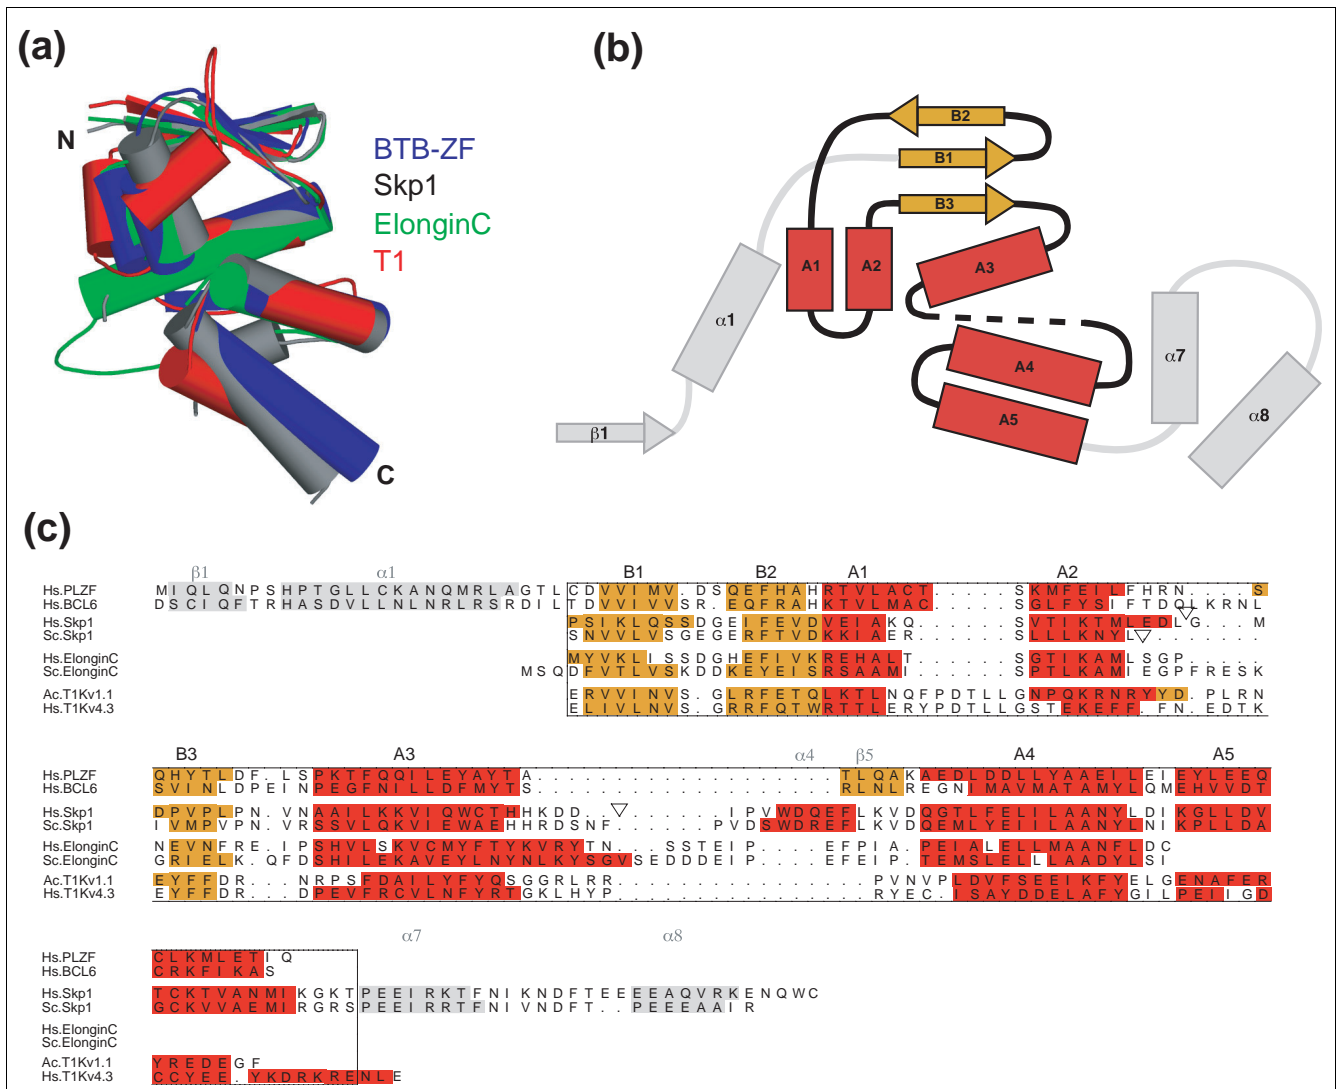 (a)
N
BTB-ZF
Skp1
ElonginC
T1
C
(b)
B2
B1
B3
A1
A2
A3
A4
A5
α1
β1
α7
α8
(c)
β1 α1 B1 B2 A1 A2
Hs.PLZF M I Q L Q N P S H P T G L L C K A N Q M R L A G T L C D V V I M V . D S Q E F H A H R T V L A C T . . . . . S K M F E I L F H R N . . . . S
Hs.BCL6 D S C I Q F T R H A S D V L L N L N R L R S R D I L T D V V I V V S R . E Q F R A H K T V L M A C . . . . . S G L F Y S I F T D Q L K R N L
Hs.Skp1 P S I K L Q S S D G E I F E V D V E I A K Q . . . . . . S V T I K T M L E D L G . . . M
Sc.Skp1 S N V V L V S G E G E R F T V D K K I A E R . . . . . . S L L L K N Y L . . . . . . . .
Hs.ElonginC M Y V K L I S S D G H E F I V K R E H A L T . . . . . . S G T I K A M L S G P . . . . .
Sc.ElonginC M S Q D F V T L V S K D D K E Y E I S R S A A M I . . . . . . S P T L K A M I E G P F R E S K
Ac.T1Kv1.1 E R V V I N V S . G L R F E T Q L K T L N Q F P D T L L G N P Q K R N R Y Y D . P L R N
Hs.T1Kv4.3 E L I V L N V S . G R R F Q T W R T T L E R Y P D T L L G S T E K E F F . F N . E D T K
B3 A3 α4 β5 A4 A5
Hs.PLZF Q H Y T L D F . L S P K T F Q Q I L E Y A Y T A . . . . . . . . . . . . . . . . . . . T L Q A K A E D L D D L L Y A A E I L E I E Y L E E Q
Hs.BCL6 S V I N L D P E I N P E G F N I L L D F M Y T S . . . . . . . . . . . . . . . . . . . R L N L R E G N I M A V M A T A M Y L Q M E H V V D T
Hs.Skp1 D P V P L P N . V N A A I L K K V I Q W C T H H K D D . . . . . . . . . I P V W D Q E F L K V D Q G T L F E L I L A A N Y L D I K G L L D V
Sc.Skp1 I V M P V P N . V R S S V L Q K V I E W A E H H R D S N F . . . . . . P V D S W D R E F L K V D Q E M L Y E I I L A A N Y L N I K P L L D A
Hs.ElonginC N E V N F R E . I P S H V L S K V C M Y F T Y K V R Y T N . . . S S T E I P . . . . E F P I A . P E I A L E L L M A A N F L D C
Sc.ElonginC G R I E L K . Q F D S H I L E K A V E Y L N Y N L K Y S G V S E D D D E I P . . . . E F E I P . T E M S L E L L L A A D Y L S I
Ac.T1Kv1.1 E Y F F D R . . . N R P S F D A I L Y F Y Q S G G R L R R . . . . . . . . . . . . . . . . P V N V P L D V F S E E I K F Y E L G E N A F E R
Hs.T1Kv4.3 E Y F F D R . . . D P E V F R C V L N F Y R T G K L H Y P . . . . . . . . . . . . . . . . R Y E C . I S A Y D D E L A F Y G I L P E I I G D
α7 α8
Hs.PLZF C L K M L E T I Q
Hs.BCL6 C R K F I K A S
Hs.Skp1 T C K T V A N M I K G K T P E E I R K T F N I K N D F T E E E E A Q V R K E N Q W C
Sc.Skp1 G C K V V A E M I R G R S P E E I R R T F N I V N D F T . . P E E E A A I R
Hs.ElonginC
Sc.ElonginC
Ac.T1Kv1.1 Y R E D E G F
Hs.T1Kv4.3 C C Y E E . Y K D R K R E N L E